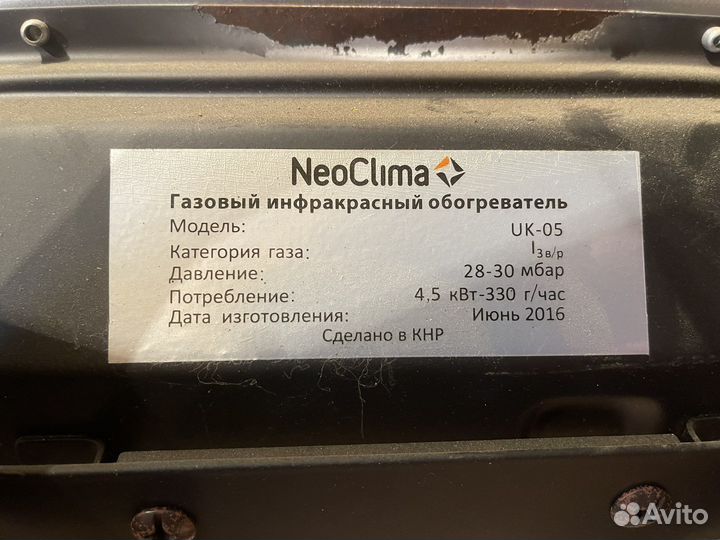 NeoClima
Газовый инфракрасный обогреватель
Модель: UK-05
Категория газа: I3в/р
Давление: 28-30 мбар
Потребление: 4,5 кВт-330 г/час
Дата изготовления: Июнь 2016
Сделано в КНР
Avito